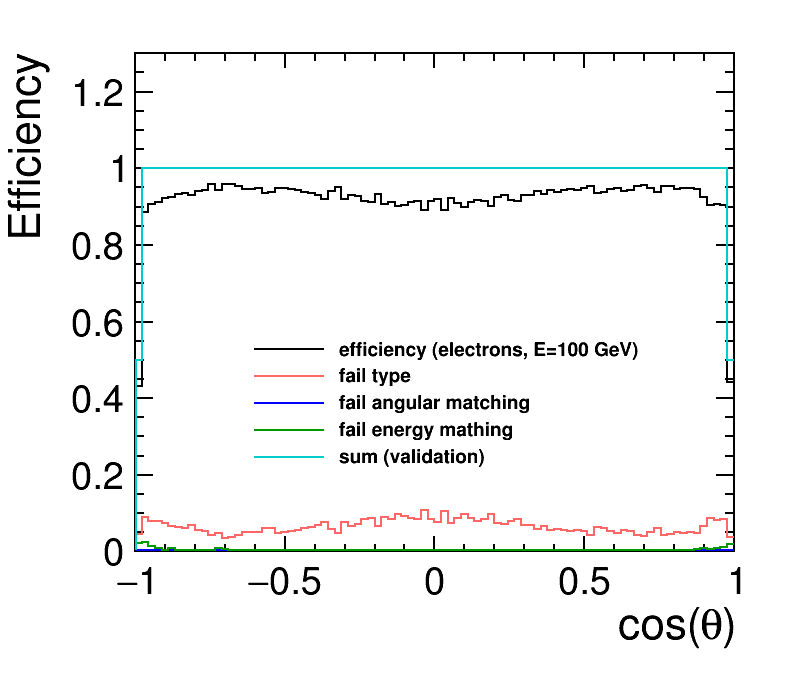 Efficiency
1.2
1
0.8
0.6
0.4
0.2
0
efficiency (electrons, E=100 GeV)
fail type
fail angular matching
fail energy mathing
sum (validation)
−1 −0.5 0 0.5 1
cos(θ)